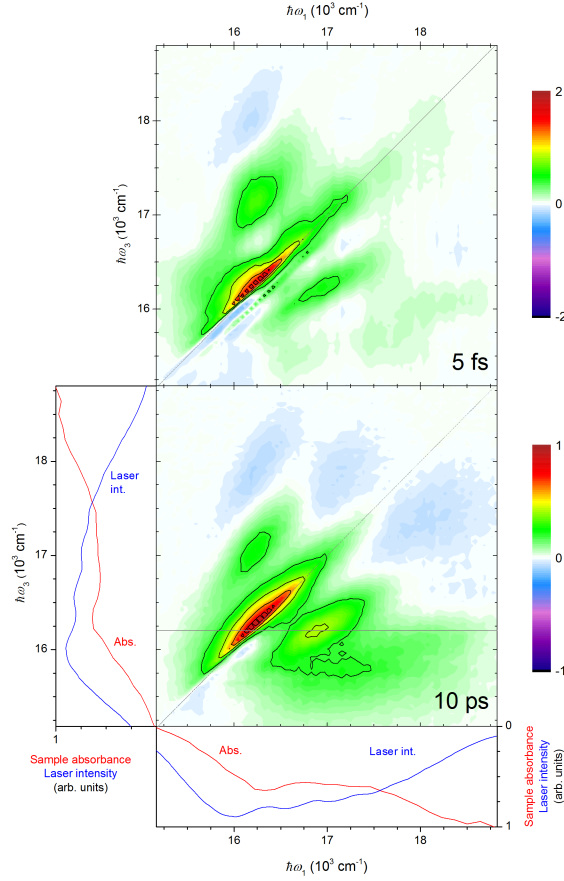 ħω₁ (10³ cm⁻¹)
16 17 18
18
17
16
ħω₃ (10³ cm⁻¹)
5 fs
2
1
0
-1
-2
18
17
16
ħω₃ (10³ cm⁻¹)
Laser
int.
Abs.
10 ps
1
0
-1
1
0
Sample absorbance
Laser intensity
(arb. units)
Abs.
Laser int.
1
Sample absorbance
Laser intensity
(arb. units)
16 17 18
ħω₁ (10³ cm⁻¹)